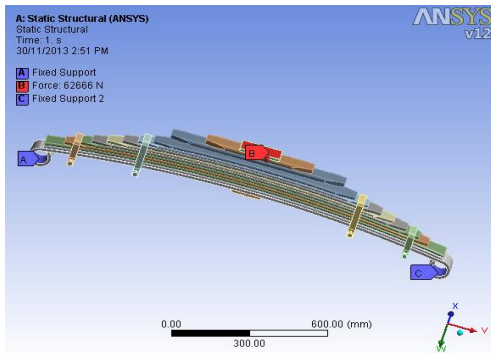 A: Static Structural (ANSYS)
Static Structural
Time: 1. s
30/11/2013 2:51 PM
A Fixed Support
B Force: 62666 N
C Fixed Support 2
ANSYS
v12
B
A
C
0.00 600.00 (mm)
300.00
X